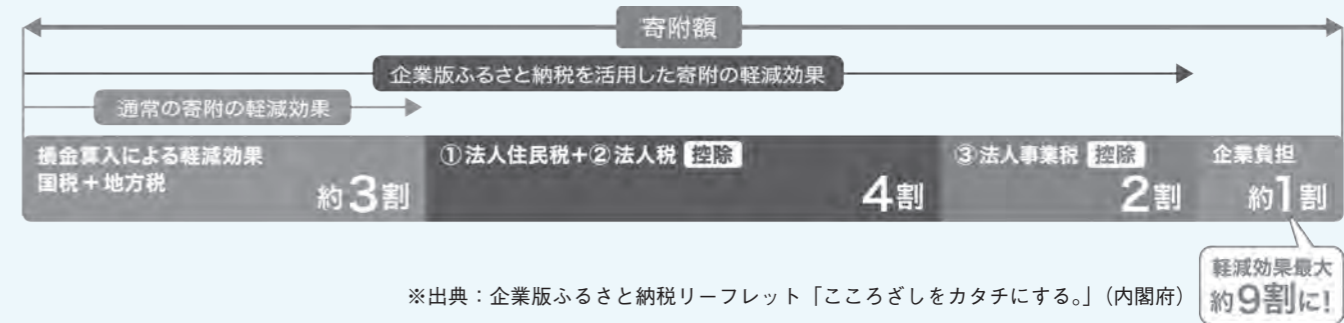 寄附額
企業版ふるさと納税を活用した寄附の軽減効果
通常の寄附の軽減効果
損金算入による軽減効果
国税+地方税
約3割
①法人住民税+②法人税 控除
4割
③法人事業税 控除
2割
企業負担
約1割
軽減効果最大
約9割に!
※出典:企業版ふるさと納税リーフレット「こころざしをカタチにする。」(内閣府)